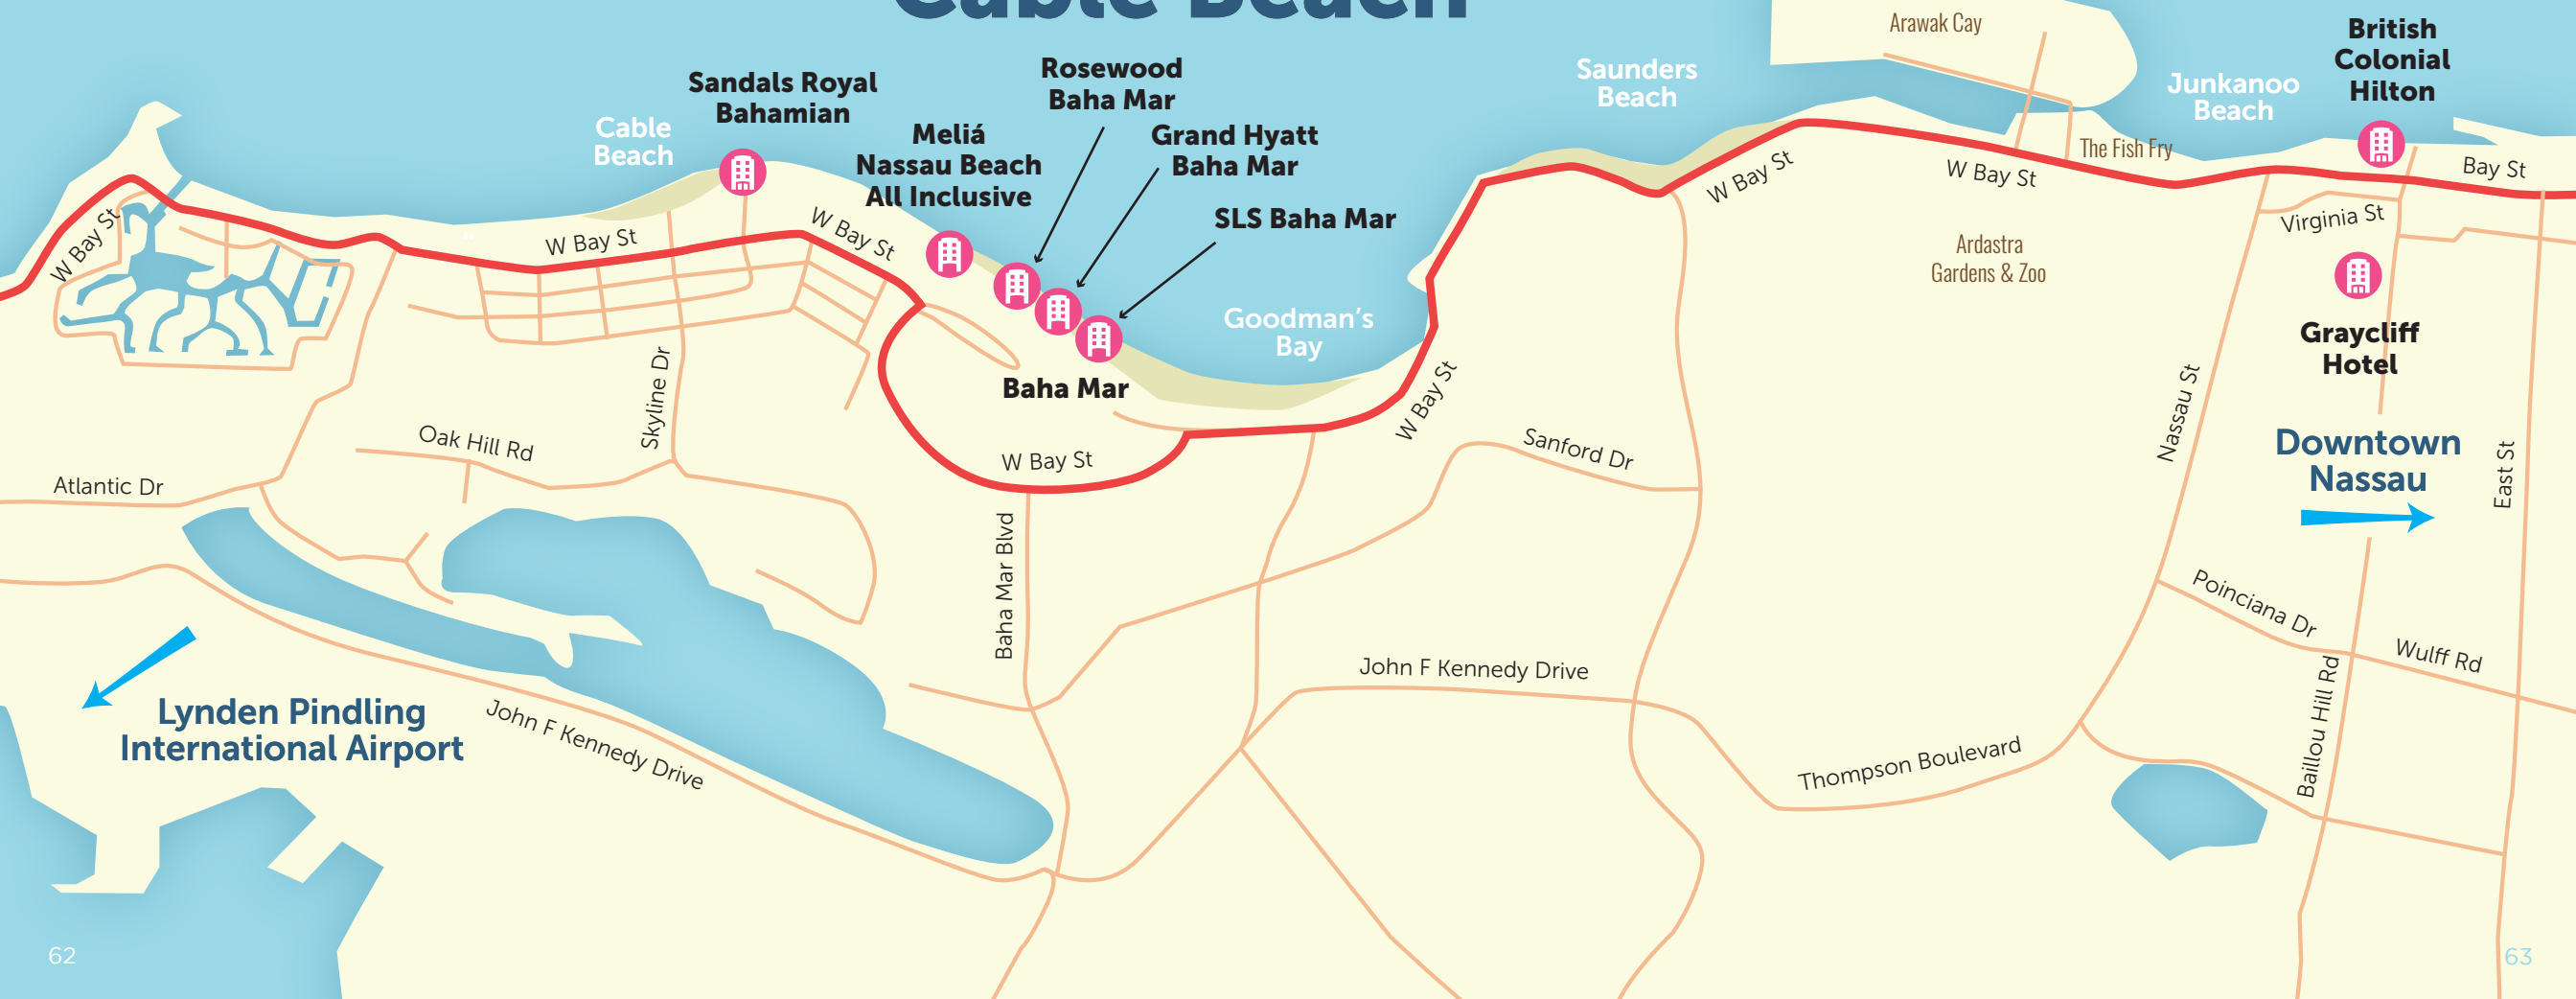 Cable Beach
Arawak Cay
British
Colonial
Hilton
Rosewood
Baha Mar
Saunders
Beach
Sandals Royal
Bahamian
Junkanoo
Beach
Cable
Beach
Meliá
Nassau Beach
All Inclusive
Grand Hyatt
Baha Mar
The Fish Fry
Bay St
W Bay St
W Bay St
SLS Baha Mar
Virginia St
W Bay St
W Bay St
W Bay St
Ardastra
Gardens & Zoo
Goodman's
Bay
Graycliff
Hotel
Baha Mar
Skyline Dr
W Bay St
Nassau St
Oak Hill Rd
W Bay St
Sanford Dr
Downtown
Nassau
East St
Atlantic Dr
Baha Mar Blvd
Poinciana Dr
Wulff Rd
John F Kennedy Drive
Lynden Pindling
International Airport
John F Kennedy Drive
Thompson Boulevard
Baillou Hill Rd
62
63